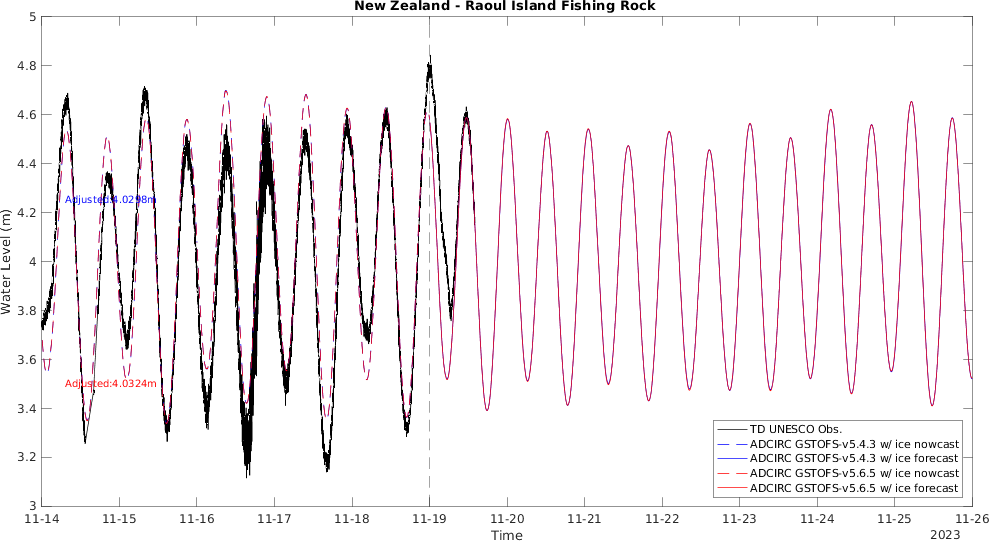 New Zealand - Raoul Island Fishing Rock
Water Level (m)
5
4.8
4.6
4.4
4.2
4
3.8
3.6
3.4
3.2
3
Adjusted:4.0298m
Adjusted:4.0324m
TD UNESCO Obs.
ADCIRC GSTOFS-v5.4.3 w/ ice nowcast
ADCIRC GSTOFS-v5.4.3 w/ ice forecast
ADCIRC GSTOFS-v5.6.5 w/ ice nowcast
ADCIRC GSTOFS-v5.6.5 w/ ice forecast
11-14 11-15 11-16 11-17 11-18 11-19 11-20 11-21 11-22 11-23 11-24 11-25 11-26
Time
2023